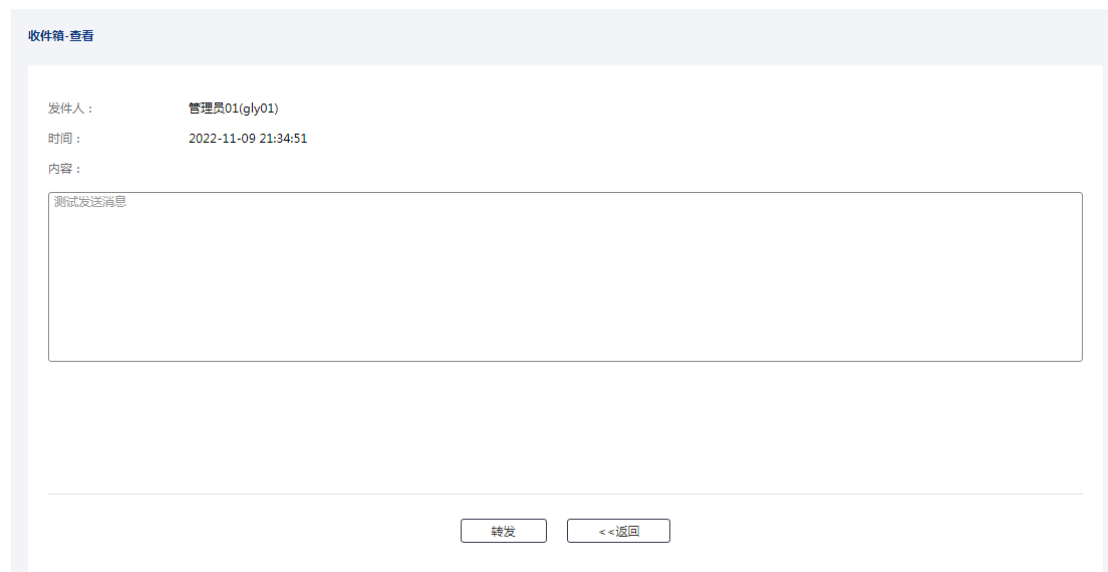 收件箱-查看
发件人： 管理员01(gly01)
时间： 2022-11-09 21:34:51
内容：
测试发送消息
转发 <<返回